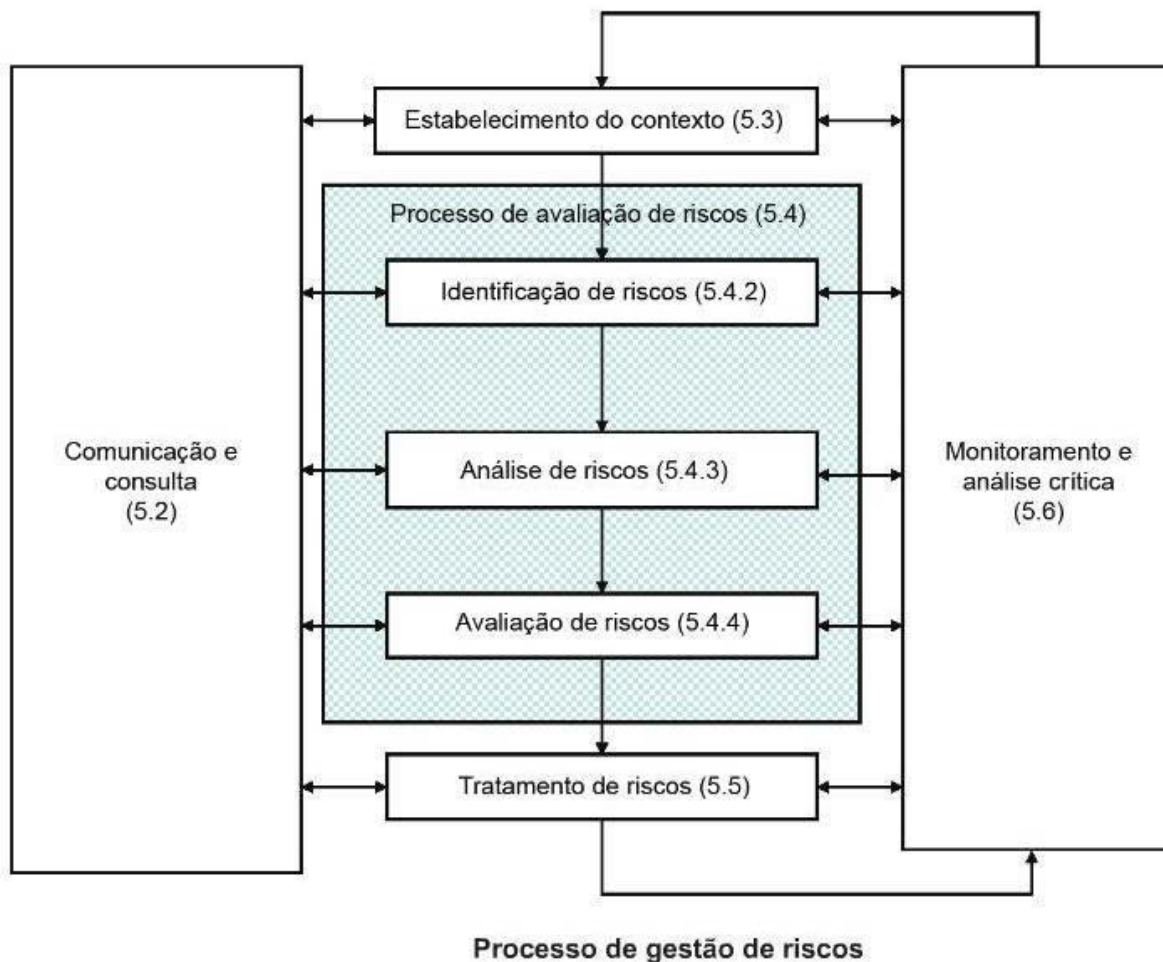 Estabelecimento do contexto (5.3)
Processo de avaliação de riscos (5.4)
Identificação de riscos (5.4.2)
Comunicação e
consulta
(5.2)
Análise de riscos (5.4.3)
Monitoramento e
análise crítica
(5.6)
Avaliação de riscos (5.4.4)
Tratamento de riscos (5.5)
Processo de gestão de riscos